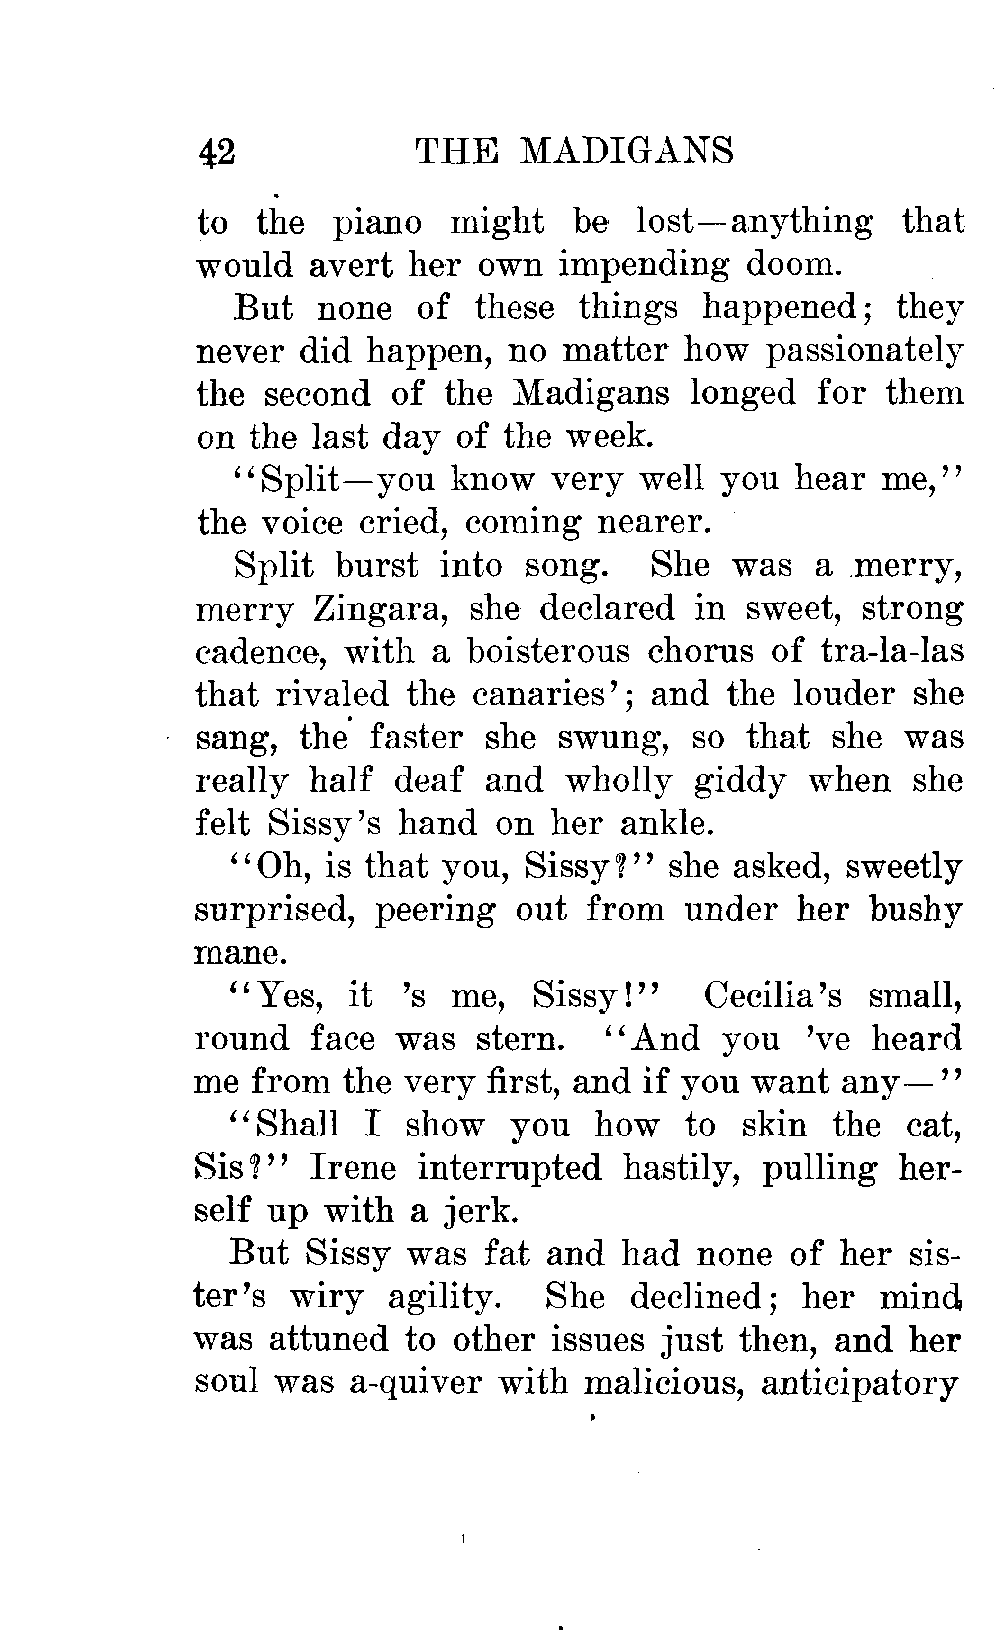 42 THE MADIGANS
to the piano might be lost—anything that
would avert her own impending doom.
But none of these things happened; they
never did happen, no matter how passionately
the second of the Madigans longed for them
on the last day of the week.
"Split—you know very well you hear me,"
the voice cried, coming nearer.
Split burst into song. She was a merry,
merry Zingara, she declared in sweet, strong
cadence, with a boisterous chorus of tra-la-las
that rivaled the canaries'; and the louder she
sang, the faster she swung, so that she was
really half deaf and wholly giddy when she
felt Sissy's hand on her ankle.
"Oh, is that you, Sissy?" she asked, sweetly
surprised, peering out from under her bushy
mane.
"Yes, it 's me, Sissy!" Cecilia's small,
round face was stern. "And you 've heard
me from the very first, and if you want any—"
"Shall I show you how to skin the cat,
Sis?" Irene interrupted hastily, pulling her-
self up with a jerk.
But Sissy was fat and had none of her sis-
ter's wiry agility. She declined; her mind
was attuned to other issues just then, and her
soul was a-quiver with malicious, anticipatory